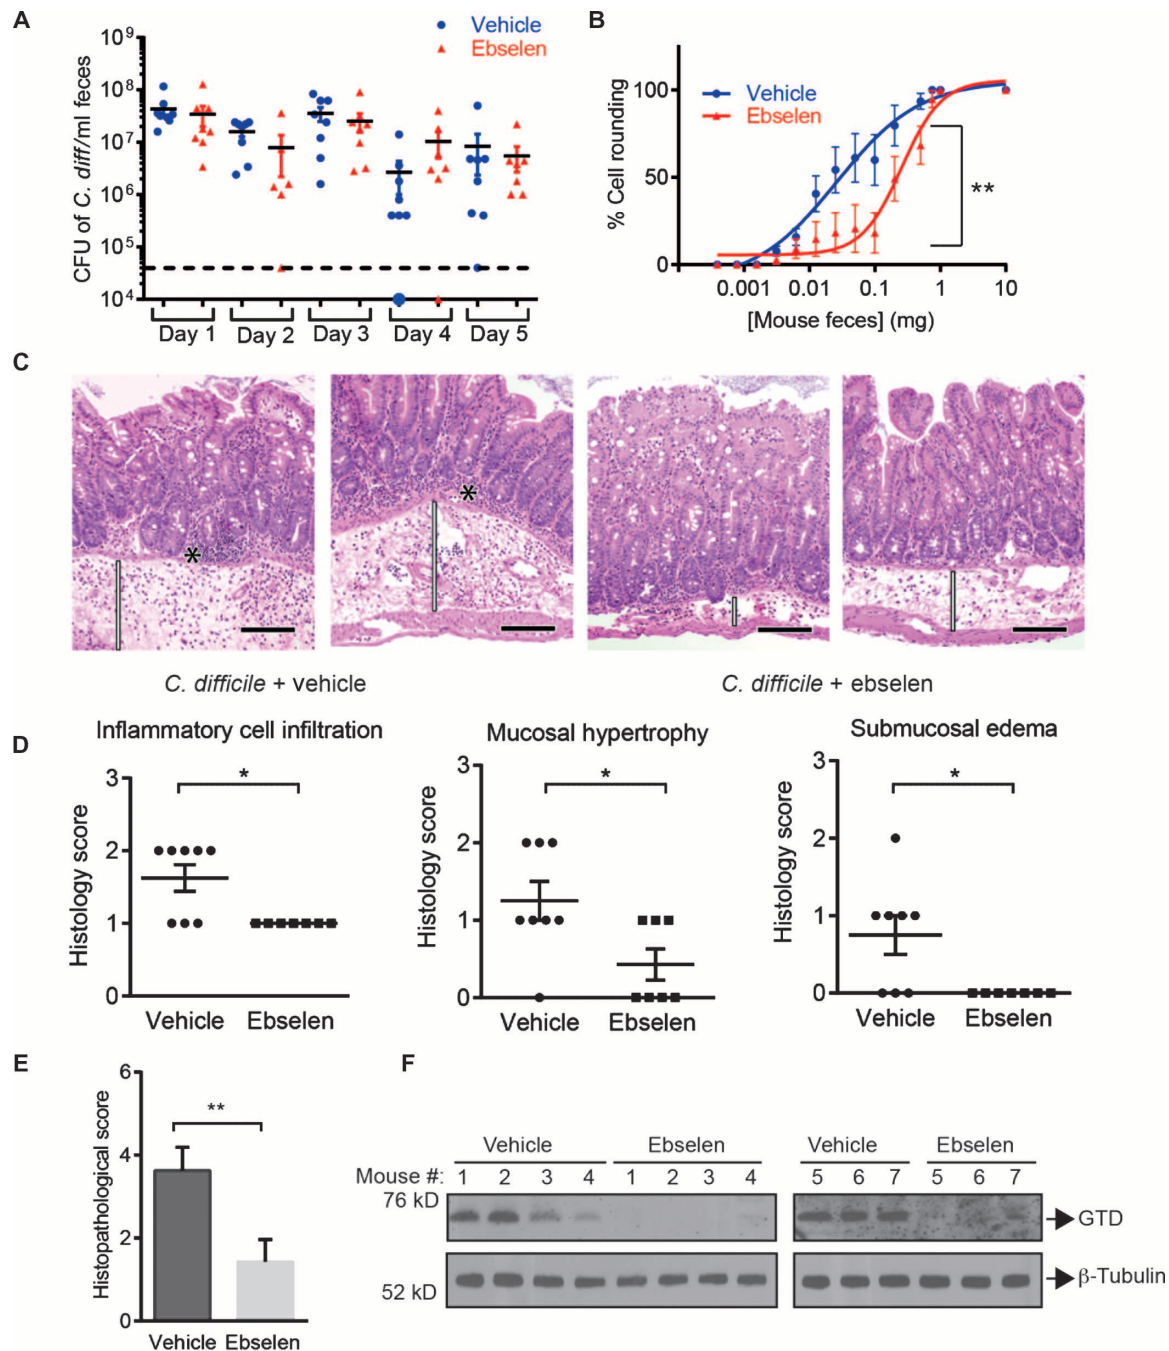 A
Vehicle
Ebselen
CFU of C. diff/ml feces
10⁹
10⁸
10⁷
10⁶
10⁵
10⁴
Day 1 Day 2 Day 3 Day 4 Day 5
B
Vehicle
Ebselen
% Cell rounding
100
50
0
**
0.001 0.01 0.1 1 10
[Mouse feces] (mg)
C
*
*
C. difficile + vehicle
C. difficile + ebselen
D
Inflammatory cell infiltration
Histology score
3
2
1
0
*
Vehicle Ebselen
Mucosal hypertrophy
Histology score
3
2
1
0
*
Vehicle Ebselen
Submucosal edema
Histology score
3
2
1
0
*
Vehicle Ebselen
E
Histopathological score
6
4
2
0
**
Vehicle Ebselen
F
Vehicle Ebselen Vehicle Ebselen
Mouse #: 1 2 3 4 1 2 3 4 5 6 7 5 6 7
76 kD
GTD
β-Tubulin
52 kD